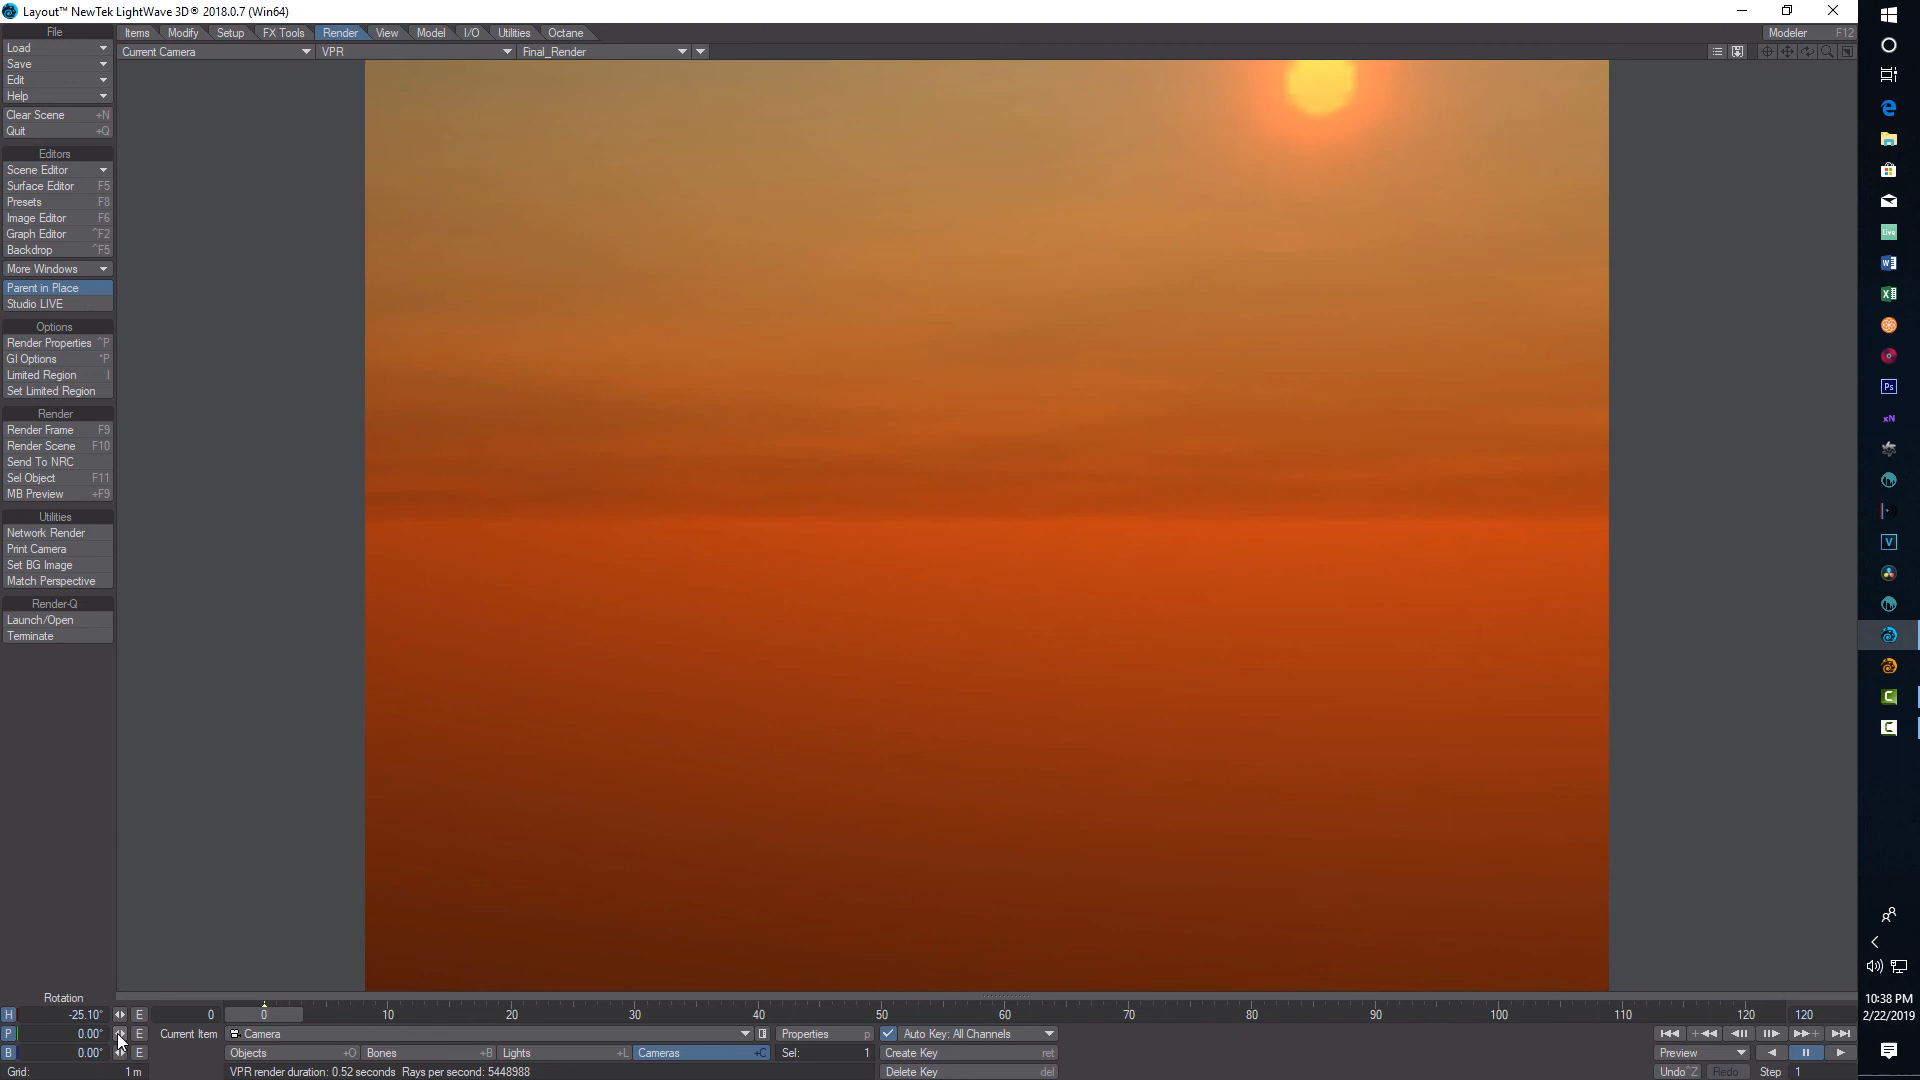 Layout™ NewTek LightWave 3D® 2018.0.7 (Win64)
File
Items Modify Setup FX Tools Render View Model I/O Utilities Octane
Modeler F12
Load
Current Camera VPR Final_Render
Save
Edit
Help
Clear Scene +N
Quit +Q
Editors
Scene Editor
Surface Editor F5
Presets F8
Image Editor F6
Graph Editor ^F2
Backdrop ^F5
More Windows
Parent in Place
Studio LIVE
Options
Render Properties ^P
GI Options *P
Limited Region l
Set Limited Region
Render
Render Frame F9
Render Scene F10
Send To NRC
Sel Object F11
MB Preview +F9
Utilities
Network Render
Print Camera
Set BG Image
Match Perspective
Render-Q
Launch/Open
Terminate
Live
W
X
Ps
xN
V
C
C
10:38 PM
2/22/2019
Rotation
H -25.10° E 0 0 10 20 30 40 50 60 70 80 90 100 110 120 120
P 0.00° E Current Item Camera Properties p Auto Key: All Channels
B 0.00° E Objects +O Bones +B Lights +L Cameras +C Sel: 1 Create Key ret Preview
Grid: 1 m VPR render duration: 0.52 seconds Rays per second: 5448988 Delete Key del Undo ^Z Redo Step 1